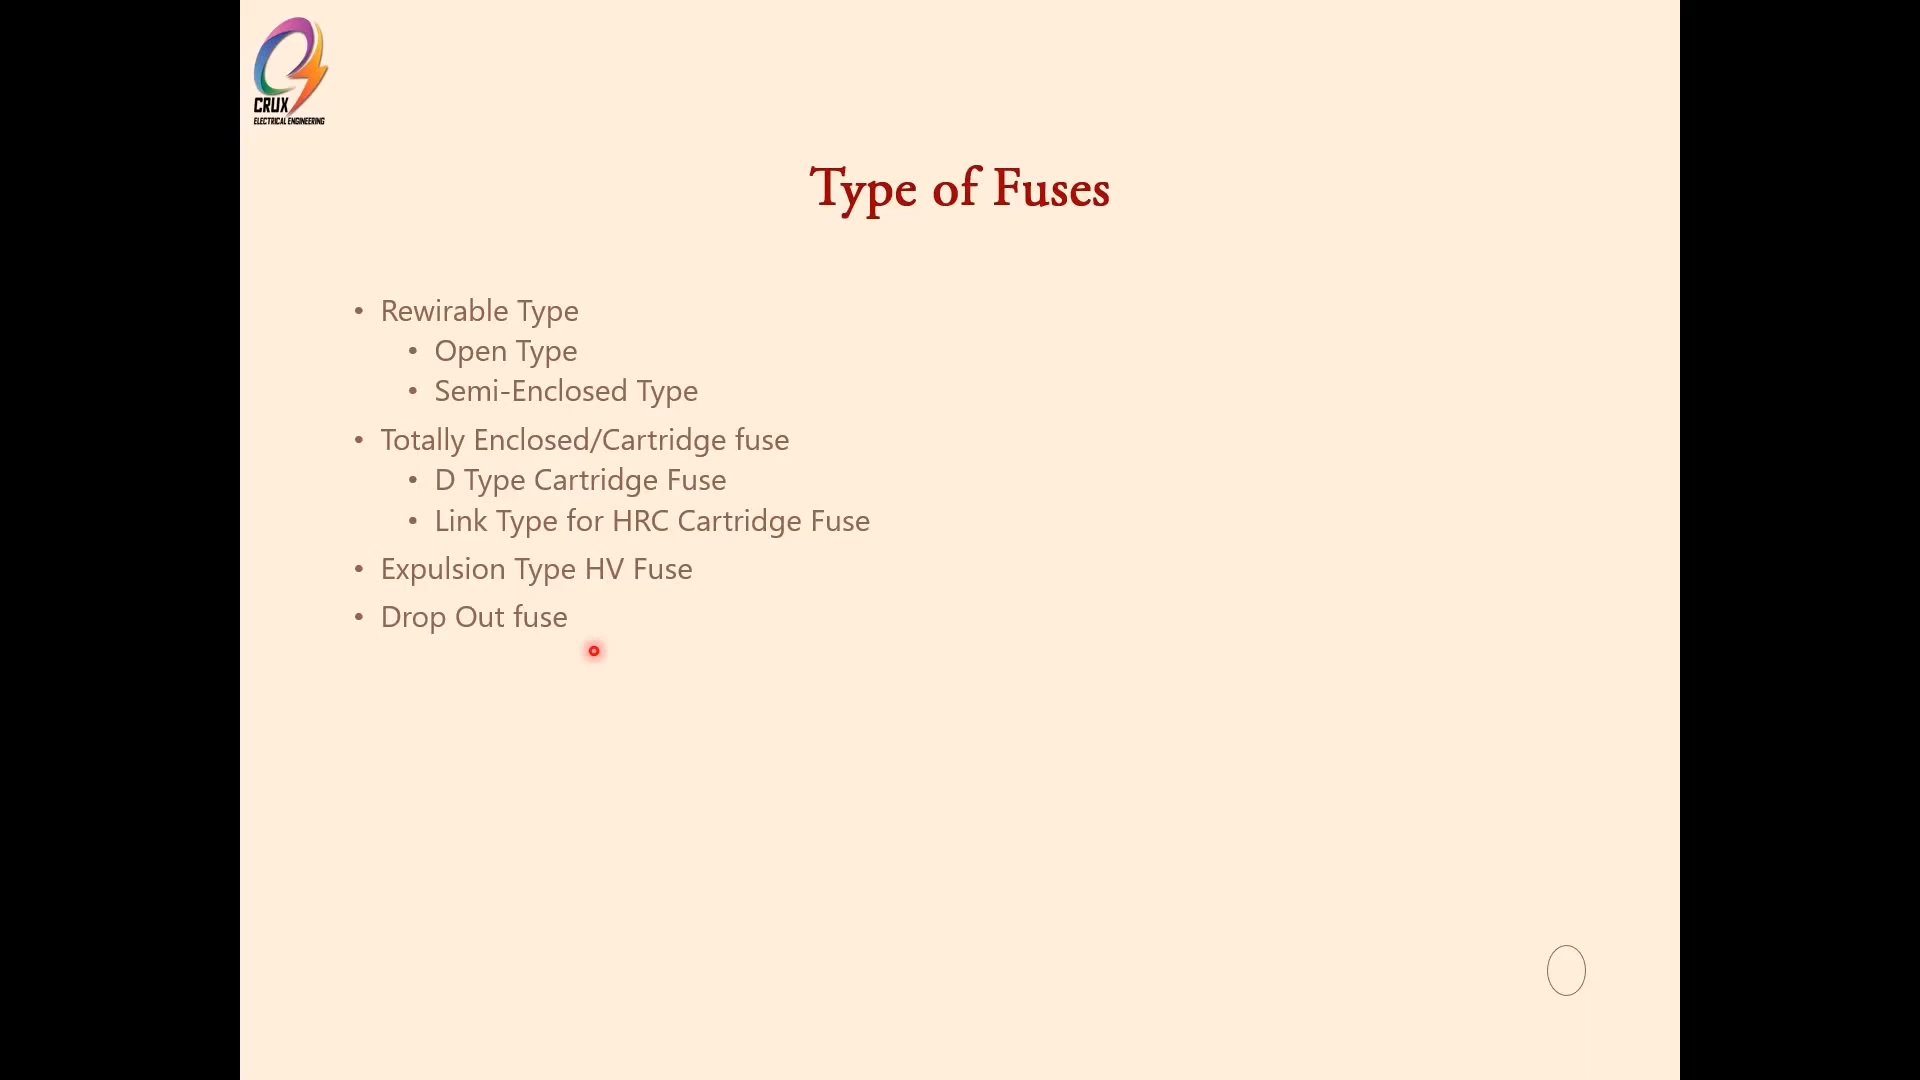 CRUX
ELECTRICAL ENGINEERING
Type of Fuses
• Rewirable Type
• Open Type
• Semi-Enclosed Type
• Totally Enclosed/Cartridge fuse
• D Type Cartridge Fuse
• Link Type for HRC Cartridge Fuse
• Expulsion Type HV Fuse
• Drop Out fuse